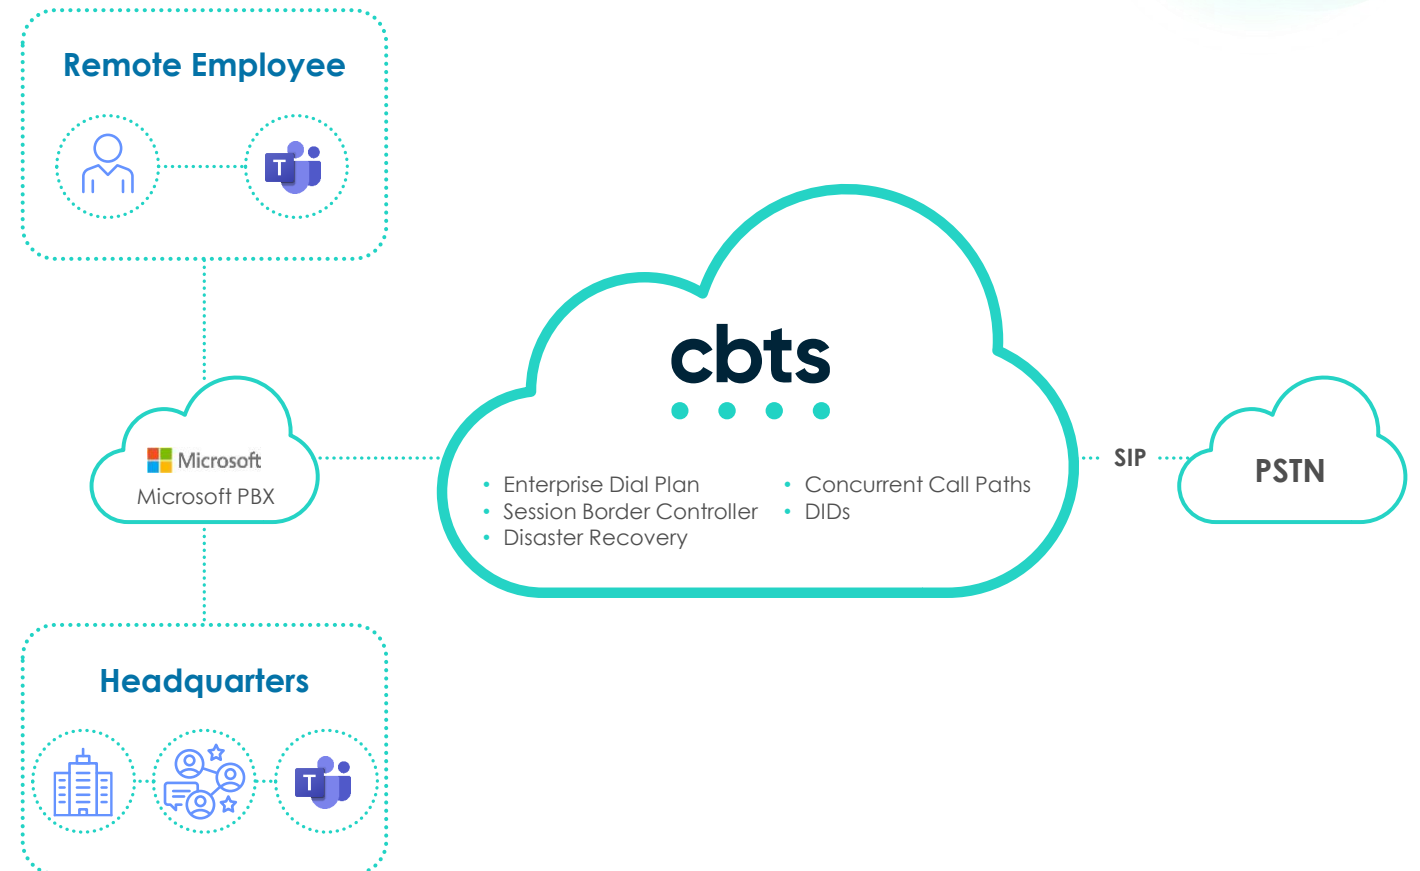 Remote Employee
T
Microsoft
Microsoft PBX
cbts
Enterprise Dial Plan
Session Border Controller
Disaster Recovery
Concurrent Call Paths
DIDs
SIP
PSTN
Headquarters
T